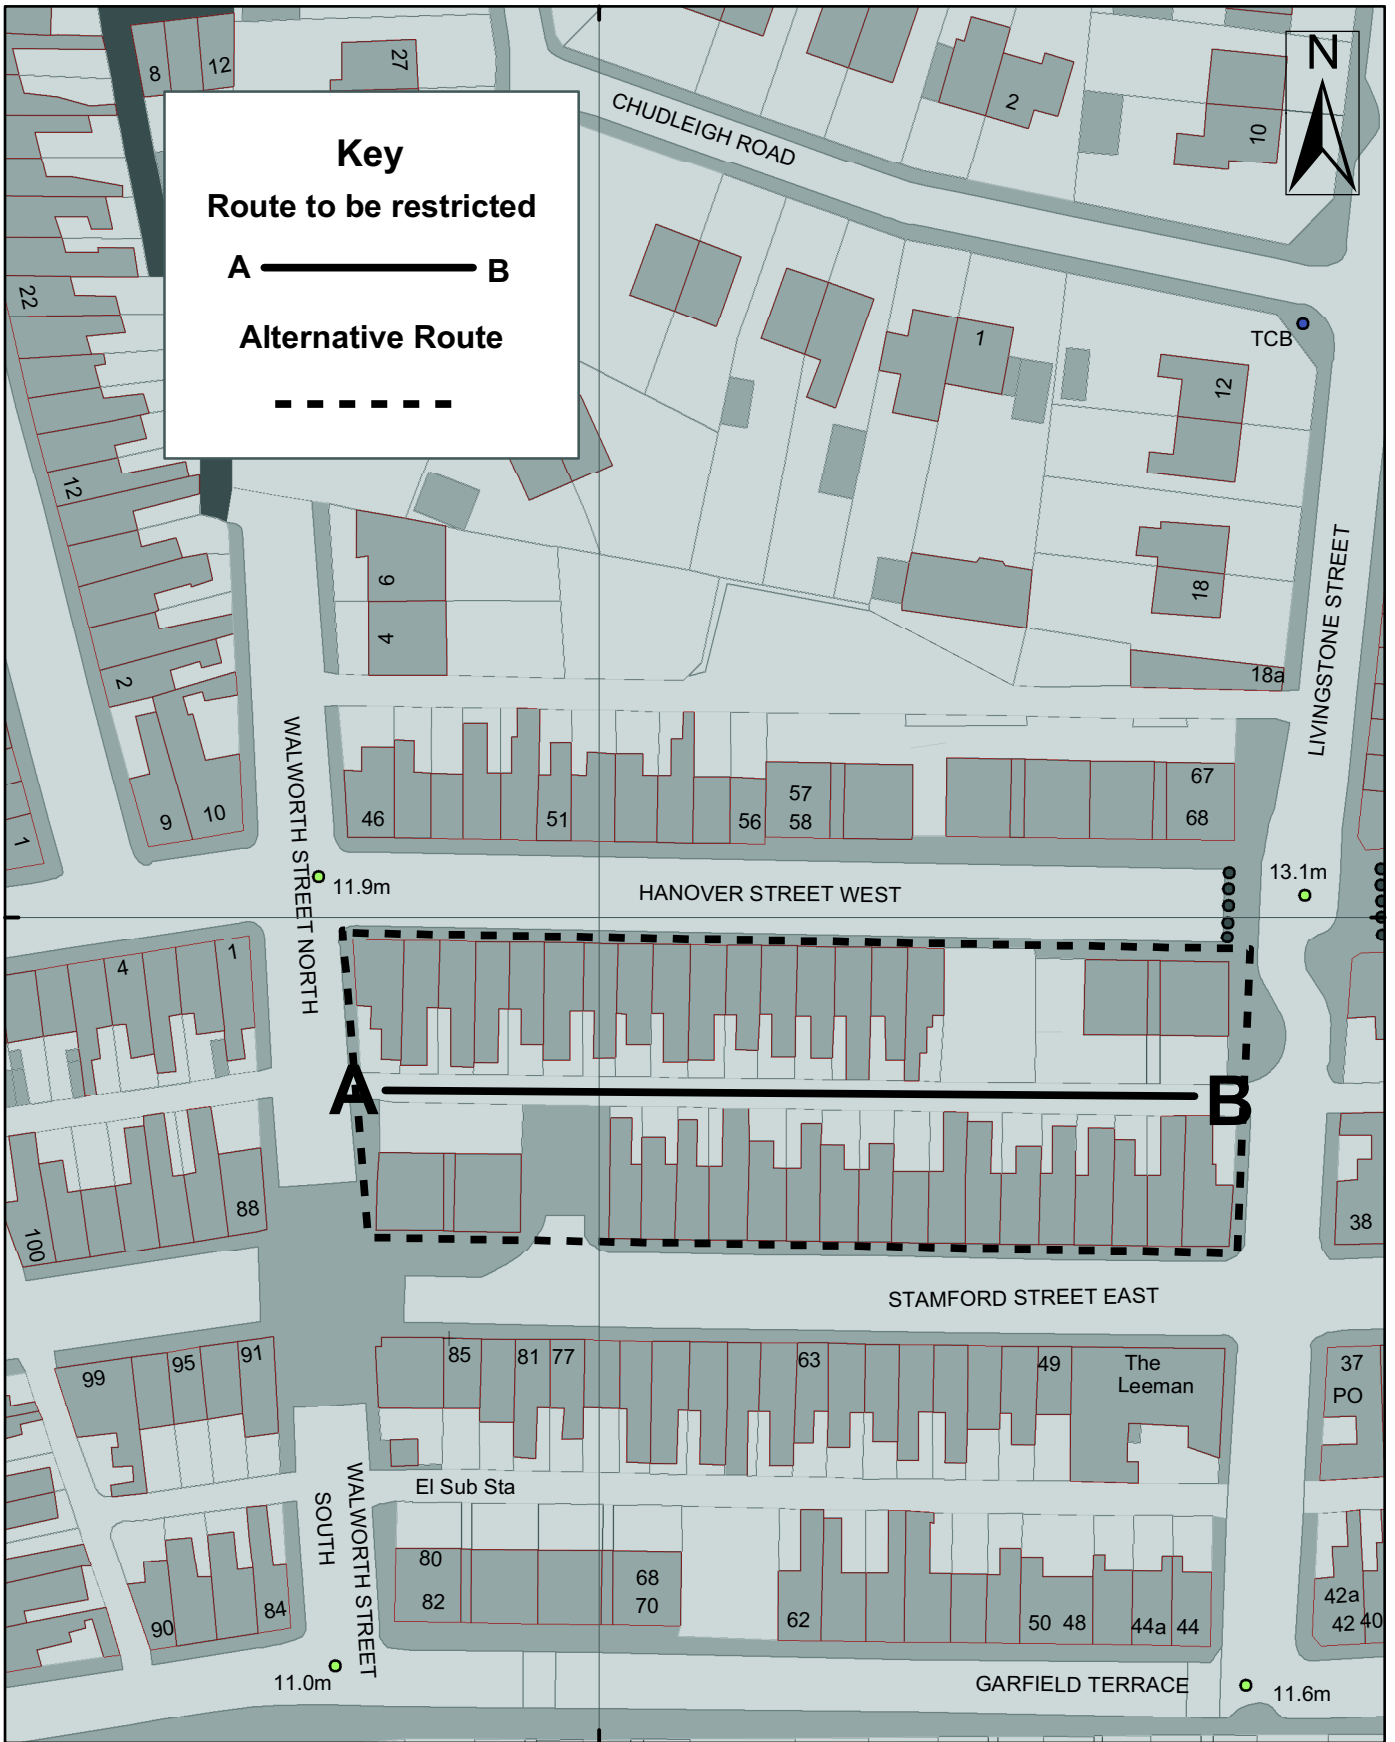 8
12
27
2
10
N
CHUDLEIGH ROAD
Key
Route to be restricted
A B
Alternative Route
22
1
TCB
12
12
18
18a
LIVINGSTONE STREET
6
4
2
9
10
1
WALWORTH STREET NORTH
46
51
56
57
58
67
68
11.9m
HANOVER STREET WEST
13.1m
4
1
A
B
100
88
38
STAMFORD STREET EAST
99
95
91
85
81
77
63
49
The
Leeman
37
PO
El Sub Sta
WALWORTH STREET
SOUTH
80
82
68
70
62
50
48
44a
44
42a
42
40
90
84
11.0m
GARFIELD TERRACE
11.6m